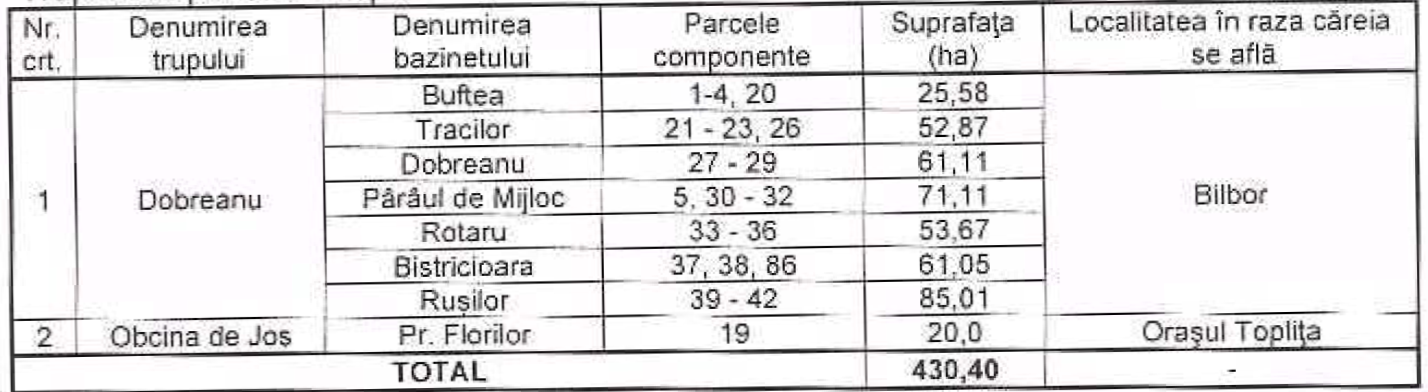 Nr. crt. | Denumirea trupului | Denumirea bazinetului | Parcele componente | Suprafaţa (ha) | Localitatea în raza căreia se află
1 | Dobreanu | Buftea | 1-4, 20 | 25,58 | Bilbor
Tracilor | 21 - 23, 26 | 52,87
Dobreanu | 27 - 29 | 61,11
Pârâul de Mijloc | 5, 30 - 32 | 71,11
Rotaru | 33 - 36 | 53,67
Bistricioara | 37, 38, 86 | 61,05
Ruşilor | 39 - 42 | 85,01
2 | Obcina de Jos | Pr. Florilor | 19 | 20,0 | Oraşul Topliţa
TOTAL | 430,40 | -